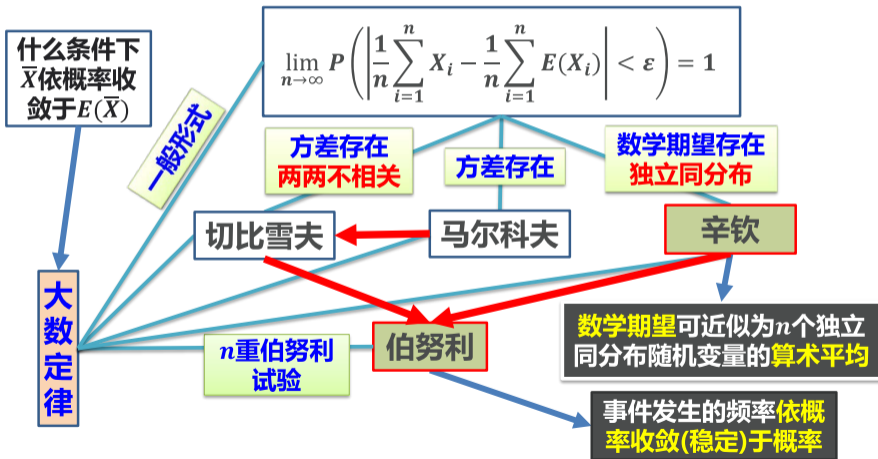 什么条件下
X̅依概率收
敛于E(X̅)
lim n→∞ P(|1/n ∑ i=1 n X_i − 1/n ∑ i=1 n E(X_i)| < ε) = 1
一般形式
方差存在
两两不相关
方差存在
数学期望存在
独立同分布
切比雪夫
马尔科夫
辛钦
大数定律
n重伯努利
试验
伯努利
数学期望可近似为n个独立
同分布随机变量的算术平均
事件发生的频率依概
率收敛(稳定)于概率